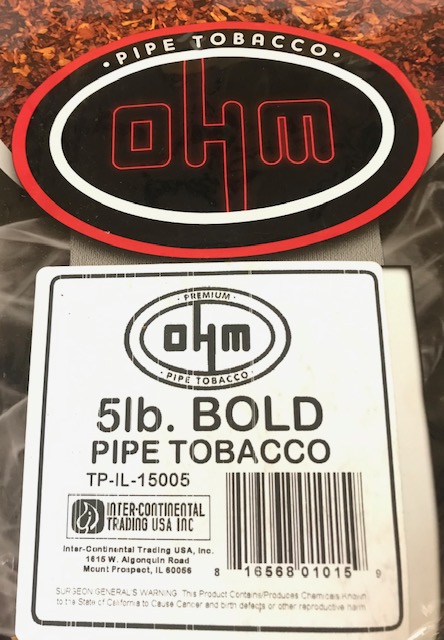 • PIPE TOBACCO •
ohm
• PREMIUM •
ohm
• PIPE TOBACCO •
5lb. BOLD
PIPE TOBACCO
TP-IL-15005
INTER-CONTINENTAL
TRADING USA INC
Inter-Continental Trading USA, Inc.
1615 W. Algonquin Road
Mount Prospect, IL 60056
8 16568 01015 9
SURGEON GENERAL'S WARNING: This Product Contains/Produces Chemicals Known
to the State of California to Cause Cancer and birth defects or other reproductive harm